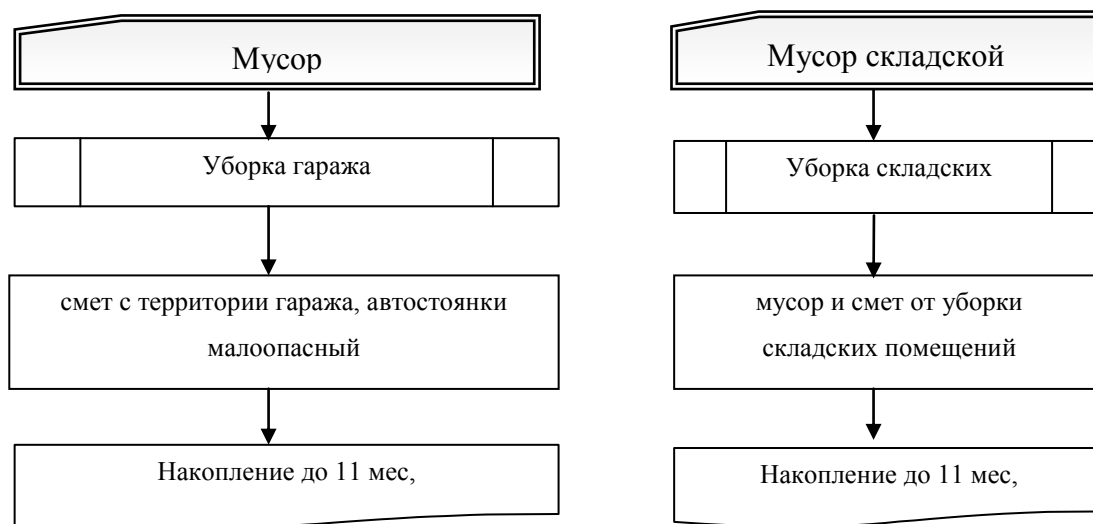 Мусор
Уборка гаража
смет с территории гаража, автостоянки
малоопасный
Накопление до 11 мес,
Мусор складской
Уборка складских
мусор и смет от уборки
складских помещений
Накопление до 11 мес,